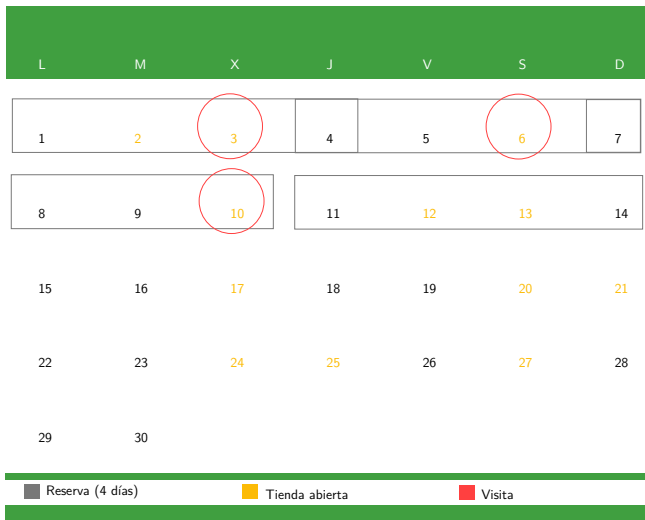 L M X J V S D
1 2 3 4 5 6 7
8 9 10 11 12 13 14
15 16 17 18 19 20 21
22 23 24 25 26 27 28
29 30
Reserva (4 días) Tienda abierta Visita